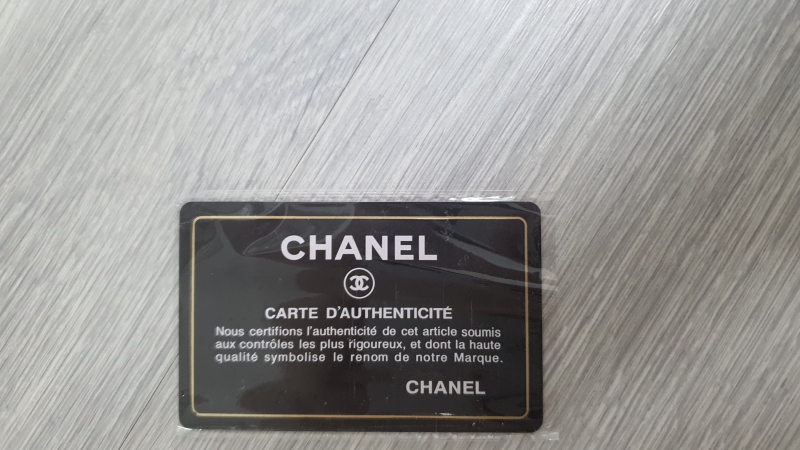 CHANEL
CARTE D'AUTHENTICITÉ
Nous certifions l'authenticité de cet article soumis
aux contrôles les plus rigoureux, et dont la haute
qualité symbolise le renom de notre Marque.
CHANEL